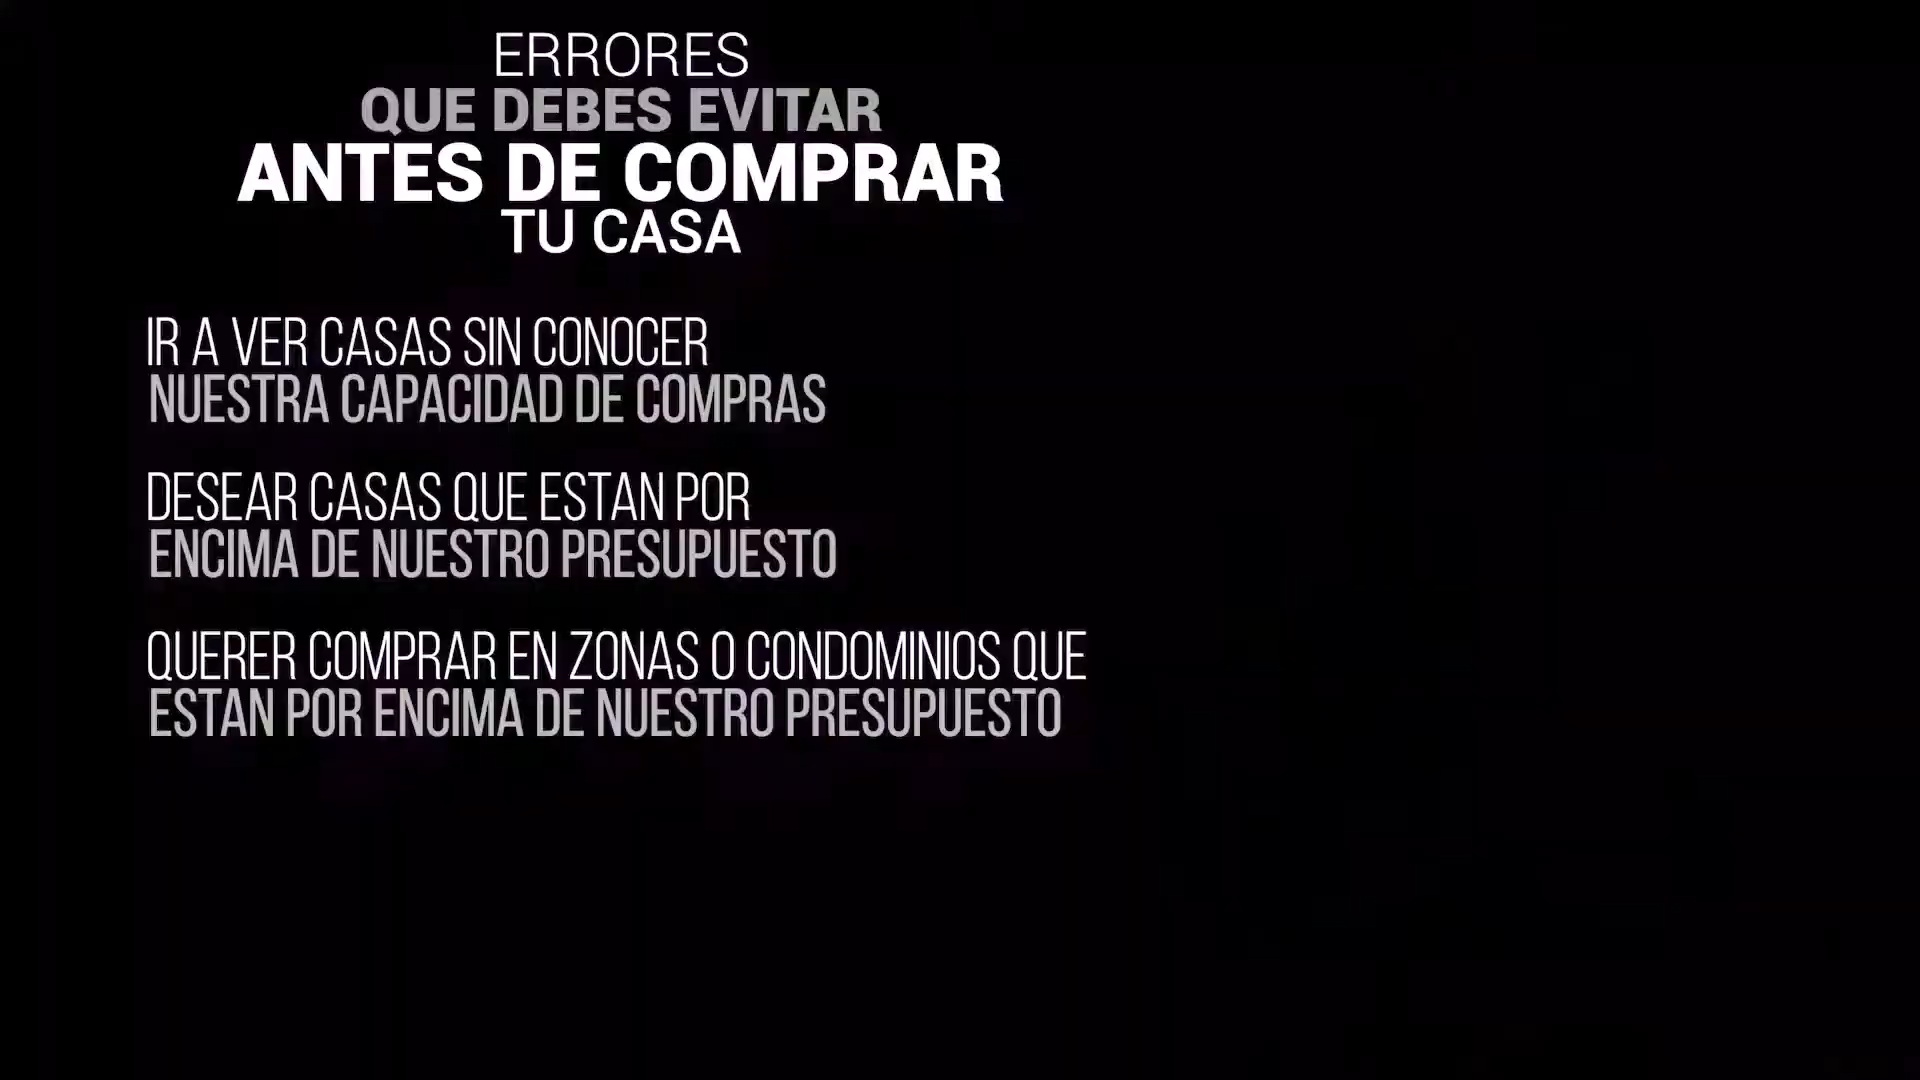 ERRORES
QUE DEBES EVITAR
ANTES DE COMPRAR
TU CASA
IR A VER CASAS SIN CONOCER
NUESTRA CAPACIDAD DE COMPRAS
DESEAR CASAS QUE ESTAN POR
ENCIMA DE NUESTRO PRESUPUESTO
QUERER COMPRAR EN ZONAS O CONDOMINIOS QUE
ESTAN POR ENCIMA DE NUESTRO PRESUPUESTO